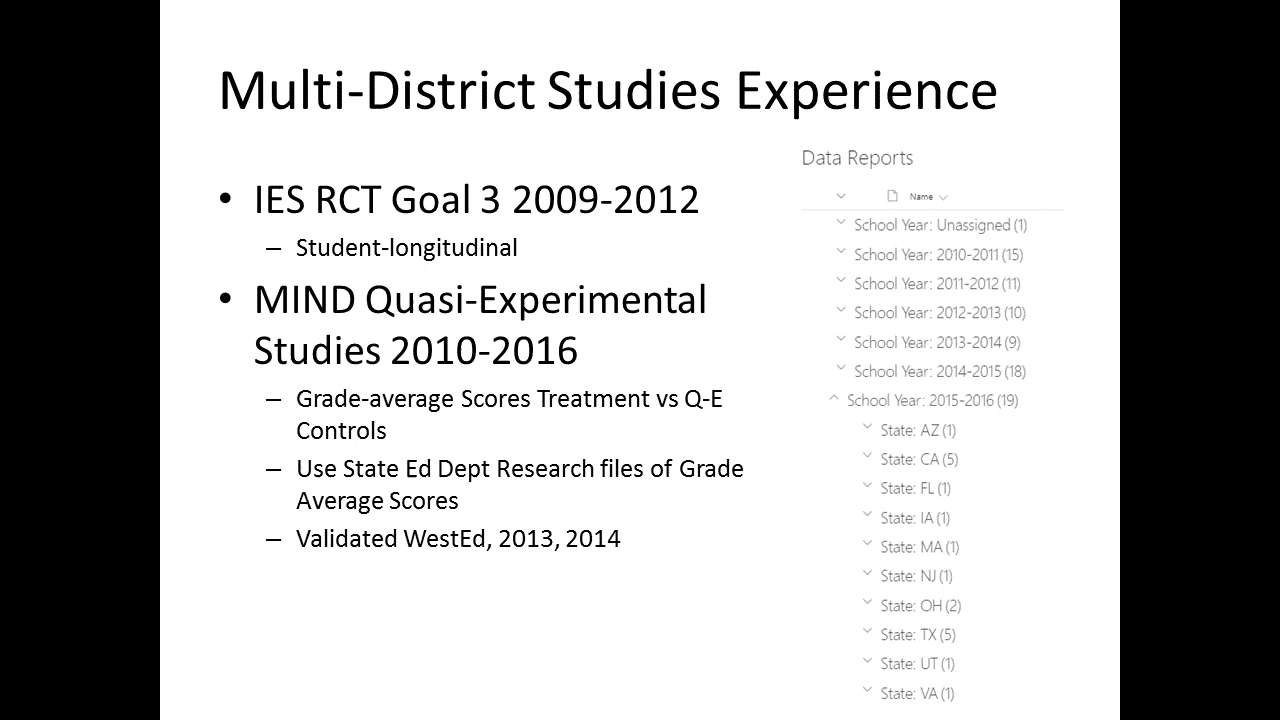 Multi-District Studies Experience
• IES RCT Goal 3 2009-2012
– Student-longitudinal
• MIND Quasi-Experimental
Studies 2010-2016
– Grade-average Scores Treatment vs Q-E
Controls
– Use State Ed Dept Research files of Grade
Average Scores
– Validated WestEd, 2013, 2014
Data Reports
Name
School Year: Unassigned (1)
School Year: 2010-2011 (15)
School Year: 2011-2012 (11)
School Year: 2012-2013 (10)
School Year: 2013-2014 (9)
School Year: 2014-2015 (18)
School Year: 2015-2016 (19)
State: AZ (1)
State: CA (5)
State: FL (1)
State: IA (1)
State: MA (1)
State: NJ (1)
State: OH (2)
State: TX (5)
State: UT (1)
State: VA (1)